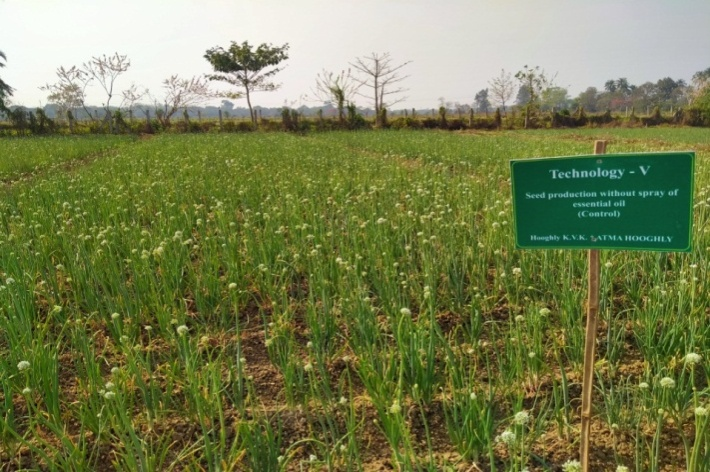 Technology - V
Seed production without spray of
essential oil
(Control)
Hooghly K.V.K. ATMA HOOGHLY